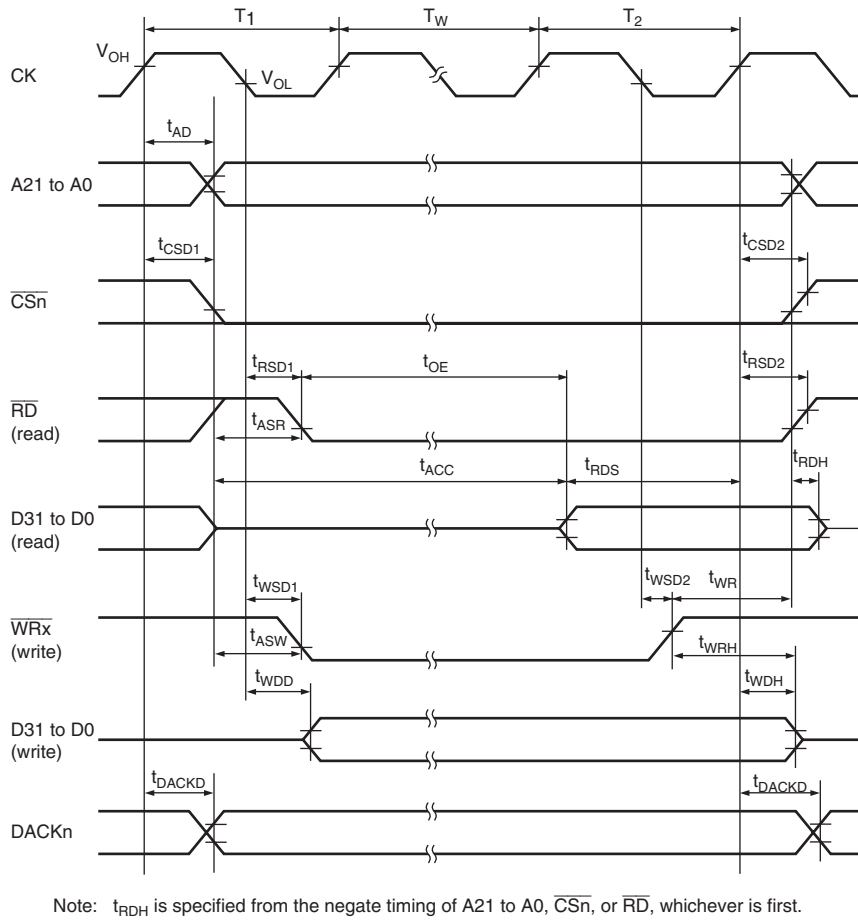 T1 TW T2
VOH
CK
VOL
tAD
A21 to A0
tCSD1 tCSD2
CSn
tRSD1 tOE tRSD2
RD
(read)
tASR
tACC tRDS tRDH
D31 to D0
(read)
tWSD1 tWSD2 tWR
WRx
(write)
tASW tWRH
tWDD tWDH
D31 to D0
(write)
tDACKD tDACKD
DACKn
Note: tRDH is specified from the negate timing of A21 to A0, CSn, or RD, whichever is first.